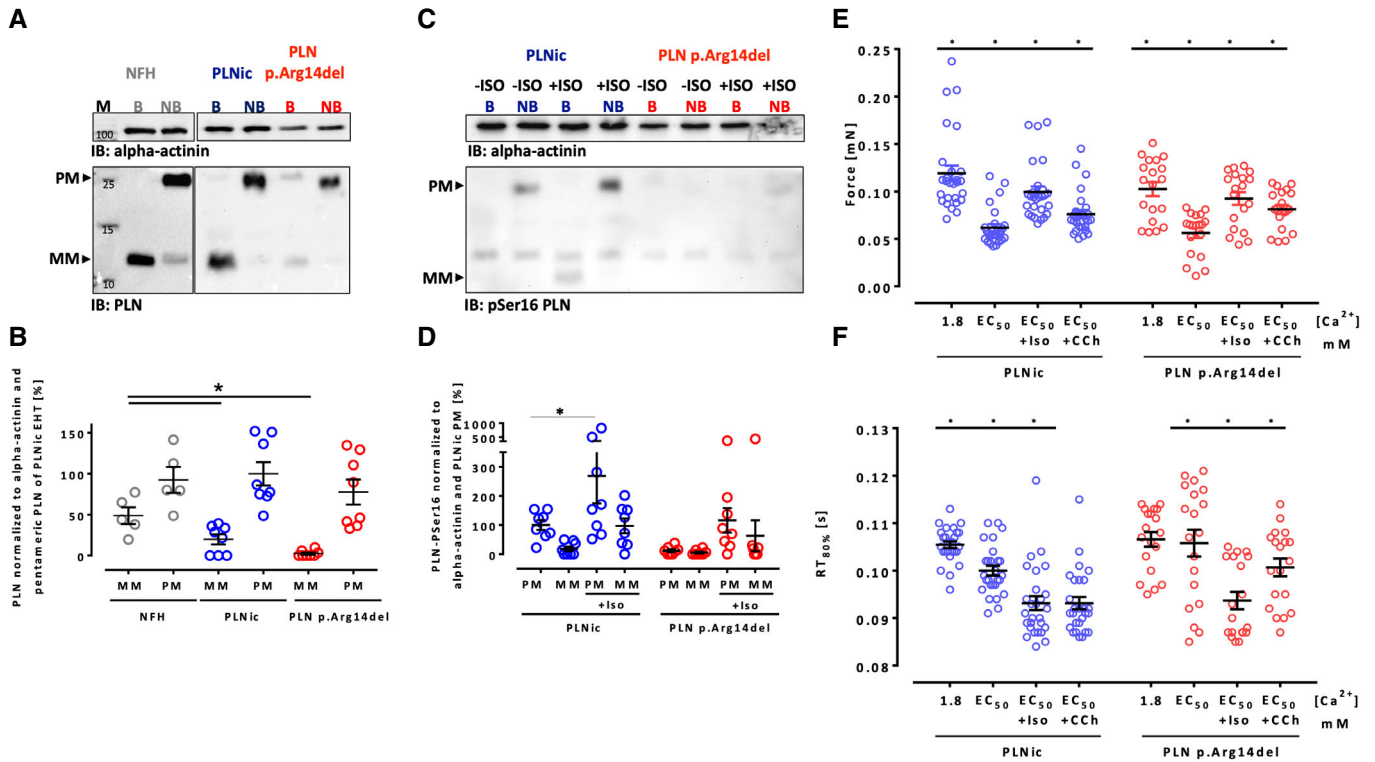 A
NFH PLNic PLN p.Arg14del
M B NB B NB B NB
100
IB: alpha-actinin
PM
25
15
MM
10
IB: PLN
B
PLN normalized to alpha-actinin and
pentameric PLN of PLNic EHT [%]
*
150
100
50
0
MM PM MM PM MM PM
NFH PLNic PLN p.Arg14del
C
PLNic PLN p.Arg14del
-ISO -ISO +ISO +ISO -ISO -ISO +ISO +ISO
B NB B NB B NB B NB
IB: alpha-actinin
PM
MM
IB: pSer16 PLN
D
PLN-PSer16 normalized to
alpha-actinin and PLNic PM [%]
*
1000
500
300
200
100
0
PM MM PM MM PM MM PM MM
+Iso +Iso
PLNic PLN p.Arg14del
E
Force [mN]
* * * * * * * *
0.25
0.20
0.15
0.10
0.05
0.00
1.8 EC50 EC50 EC50 1.8 EC50 EC50 EC50 [Ca2+]
+Iso +CCh +Iso +CCh mM
PLNic PLN p.Arg14del
F
RT80% [s]
* * * * * *
0.13
0.12
0.11
0.10
0.09
0.08
1.8 EC50 EC50 EC50 1.8 EC50 EC50 EC50 [Ca2+]
+Iso +CCh +Iso +CCh mM
PLNic PLN p.Arg14del